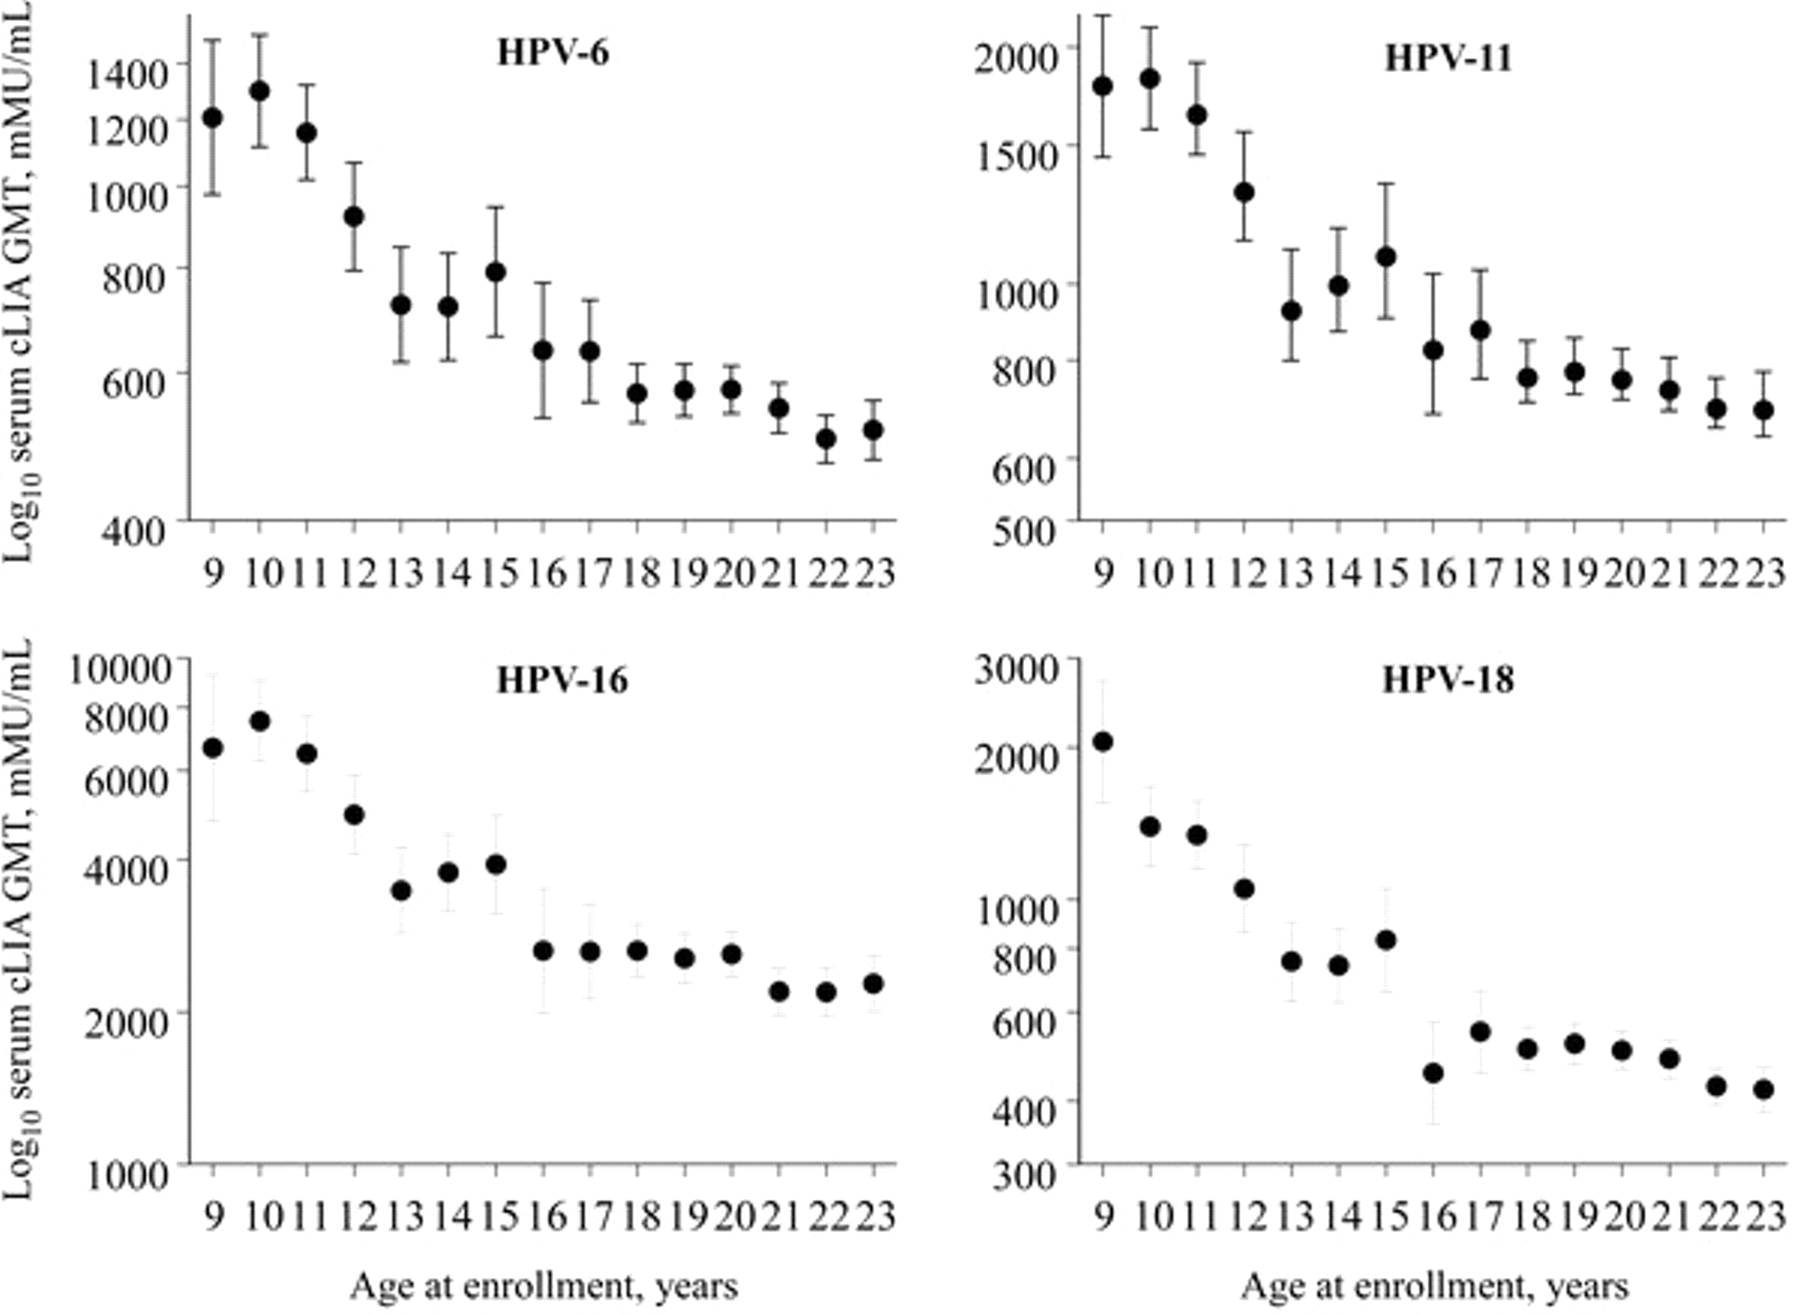 HPV-6
Log10 serum cLIA GMT, mMU/mL
1400
1200
1000
800
600
400
9 10 11 12 13 14 15 16 17 18 19 20 21 22 23
HPV-11
2000
1500
1000
800
600
500
9 10 11 12 13 14 15 16 17 18 19 20 21 22 23
HPV-16
Log10 serum cLIA GMT, mMU/mL
10000
8000
6000
4000
2000
1000
9 10 11 12 13 14 15 16 17 18 19 20 21 22 23
Age at enrollment, years
HPV-18
3000
2000
1000
800
600
400
300
9 10 11 12 13 14 15 16 17 18 19 20 21 22 23
Age at enrollment, years